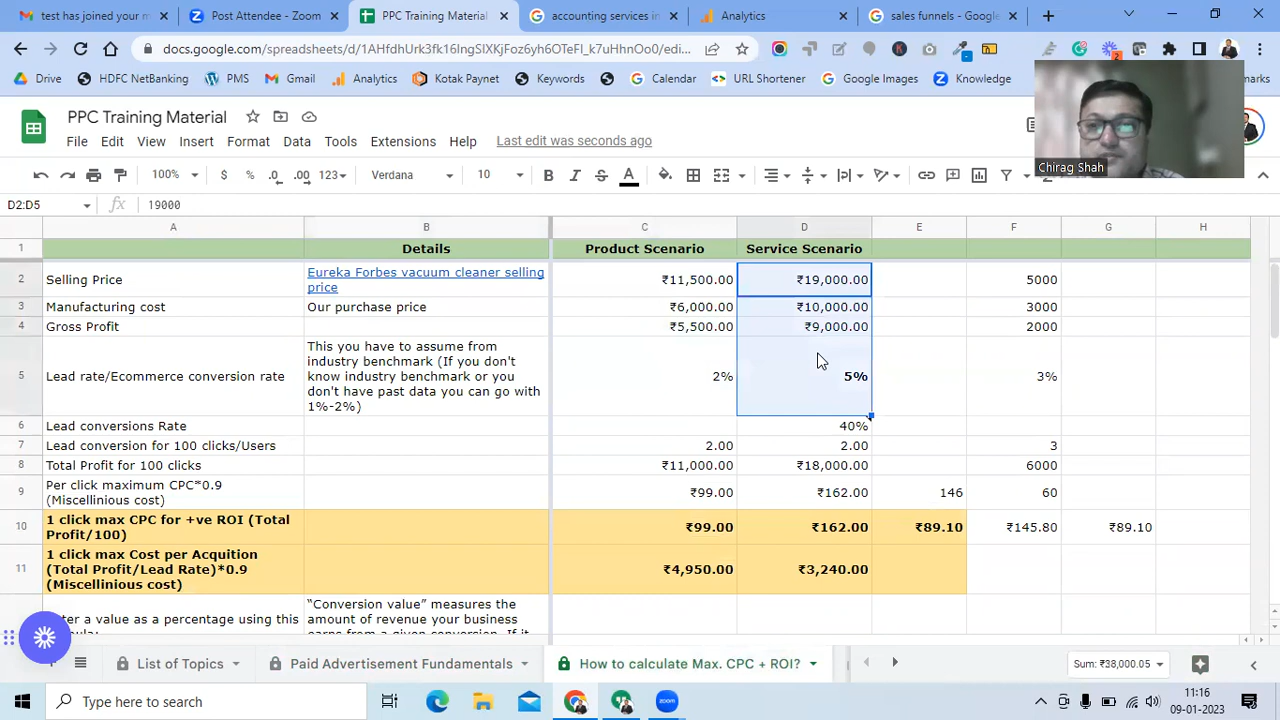 test has joined your m
Post Attendee - Zoom
PPC Training Material
accounting services in
Analytics
sales funnels - Google
docs.google.com/spreadsheets/d/1AHfdhUrk3fk16IngSlXKjFoz6yh6OTeFI_k7uHhnOo0/edi...
Drive
HDFC NetBanking
PMS
Gmail
Analytics
Kotak Paynet
Keywords
Calendar
URL Shortener
Google Images
Knowledge
PPC Training Material
File Edit View Insert Format Data Tools Extensions Help Last edit was seconds ago
Chirag Shah
100% $ % .0 .00 123 Verdana 10 B I S A
D2:D5 fx 19000
A B C D E F G H
1 Details Product Scenario Service Scenario
2 Selling Price Eureka Forbes vacuum cleaner selling ₹11,500.00 ₹19,000.00 5000
price
3 Manufacturing cost Our purchase price ₹6,000.00 ₹10,000.00 3000
4 Gross Profit ₹5,500.00 ₹9,000.00 2000
This you have to assume from
industry benchmark (If you don't
5 Lead rate/Ecommerce conversion rate know industry benchmark or you 2% 5% 3%
don't have past data you can go with
1%-2%)
6 Lead conversions Rate 40%
7 Lead conversion for 100 clicks/Users 2.00 2.00 3
8 Total Profit for 100 clicks ₹11,000.00 ₹18,000.00 6000
Per click maximum CPC*0.9
9 (Miscellinious cost) ₹99.00 ₹162.00 146 60
1 click max CPC for +ve ROI (Total
10 Profit/100) ₹99.00 ₹162.00 ₹89.10 ₹145.80 ₹89.10
1 click max Cost per Acquition
11 (Total Profit/Lead Rate)*0.9 ₹4,950.00 ₹3,240.00
(Miscellinious cost)
"Conversion value" measures the
er a value as a percentage using this amount of revenue your business
earns from a given conversion. If it
List of Topics
Paid Advertisement Fundamentals
How to calculate Max. CPC + ROI?
Sum: ₹38,000.05
Type here to search
11:16
09-01-2023